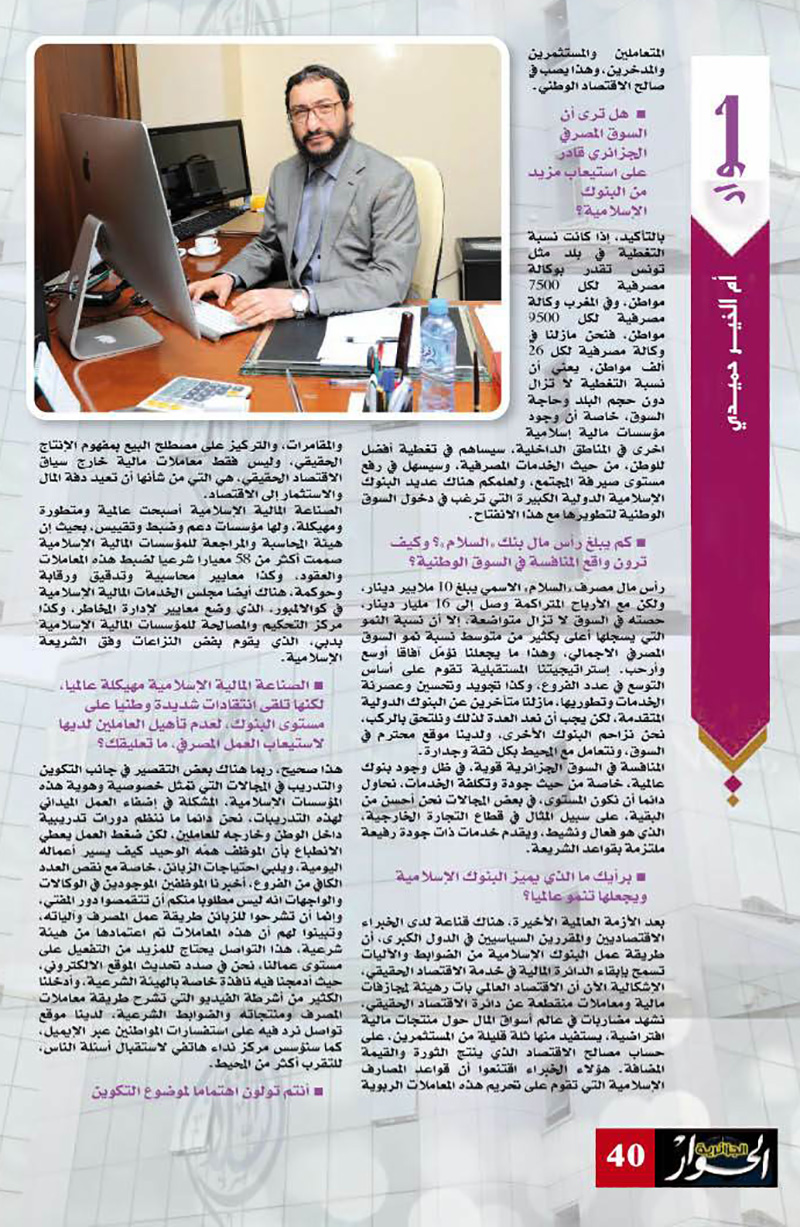 حوار
أم الخير حميدي
المتعاملين والمستثمرين
والمدخرين، وهذا يصب في
صالح الاقتصاد الوطني.
■ هل ترى أن
السوق المصرفي
الجزائري قادر
على استيعاب مزيد
من البنوك
الإسلامية؟
بالتأكيد، إذا كانت نسبة
التغطية في بلد مثل
تونس تقدر بوكالة
مصرفية لكل 7500
مواطن، وفي المغرب وكالة
مصرفية لكل 9500
مواطن، فنحن مازلنا في
وكالة مصرفية لكل 26
ألف مواطن، يعني أن
نسبة التغطية لا تزال
دون حجم البلد وحاجة
السوق، خاصة أن وجود
مؤسسات مالية إسلامية
اخرى في المناطق الداخلية، سيساهم في تغطية أفضل
للوطن، من حيث الخدمات المصرفية، وسيسهل في رفع
مستوى صيرفة المجتمع، ولعلمكم هناك عديد البنوك
الإسلامية الدولية الكبيرة التي ترغب في دخول السوق
الوطنية لتطويرها مع هذا الانفتاح.
■ كم يبلغ رأس مال بنك «السلام»؟ وكيف
ترون واقع المنافسة في السوق الوطنية؟
رأس مال مصرف «السلام» الاسمي يبلغ 10 ملايير دينار،
ولكن مع الأرباح المتراكمة وصل إلى 16 مليار دينار،
حصته في السوق لا تزال متواضعة، إلا أن نسبة النمو
التي يسجلها أعلى بكثير من متوسط نسبة نمو السوق
المصرفي الاجمالي، وهذا ما يجعلنا نؤمل آفاقا أوسع
وأرحب. إستراتيجيتنا المستقبلية تقوم على أساس
التوسع في عدد الفروع، وكذا تجويد وتحسين وعصرنة
الخدمات وتطويرها، مازلنا متأخرين عن البنوك الدولية
المتقدمة، لكن يجب أن نعد العدة لذلك ونلتحق بالركب،
نحن نزاحم البنوك الأخرى، ولدينا موقع محترم في
السوق، ونتعامل مع المحيط بكل ثقة وجدارة.
المنافسة في السوق الجزائرية قوية، في ظل وجود بنوك
عالمية، خاصة من حيث جودة وتكلفة الخدمات، نحاول
دائما أن نكون المستوى، في بعض المجالات نحن أحسن من
البقية، على سبيل المثال في قطاع التجارة الخارجية،
الذي هو فعال ونشيط، ويقدم خدمات ذات جودة رفيعة
ملتزمة بقواعد الشريعة.
■ برأيك ما الذي يميز البنوك الإسلامية
ويجعلها تنمو عالميا؟
بعد الأزمة العالمية الأخيرة، هناك قناعة لدى الخبراء
الاقتصاديين والمقررين السياسيين في الدول الكبرى، أن
طريقة عمل البنوك الإسلامية من الضوابط والآليات
تسمح بإبقاء الدائرة المالية في خدمة الاقتصاد الحقيقي،
الإشكالية الآن أن الاقتصاد العالمي بات رهينة لمجازفات
مالية ومعاملات منقطعة عن دائرة الاقتصاد الحقيقي،
نشهد مضاربات في عالم أسواق المال حول منتجات مالية
افتراضية، يستفيد منها ثلة قليلة من المستثمرين، على
حساب مصالح الاقتصاد الذي ينتج الثروة والقيمة
المضافة. هؤلاء الخبراء اقتنعوا أن قواعد المصارف
الإسلامية التي تقوم على تحريم هذه المعاملات الربوية
والمقامرات، والتركيز على مصطلح البيع بمفهوم الإنتاج
الحقيقي، وليس فقط معاملات مالية خارج سياق
الاقتصاد الحقيقي، هي التي من شأنها أن تعيد دفة المال
والاستثمار إلى الاقتصاد.
الصناعة المالية الإسلامية أصبحت عالمية ومتطورة
ومهيكلة، ولها مؤسسات دعم وضبط وتقييس، بحيث إن
هيئة المحاسبة والمراجعة للمؤسسات المالية الإسلامية
صممت أكثر من 58 معيارا شرعيا لضبط هذه المعاملات
والعقود، وكذا معايير محاسبية وتدقيق ورقابة
وحوكمة، هناك أيضا مجلس الخدمات المالية الإسلامية
في كوالالمبور، الذي وضع معايير لإدارة المخاطر، وكذا
مركز التحكيم والمصالحة للمؤسسات المالية الإسلامية
بدبي، الذي يقوم بفض النزاعات وفق الشريعة
الإسلامية.
■ الصناعة المالية الإسلامية مهيكلة عالميا،
لكنها تلقى انتقادات شديدة وطنيا على
مستوى البنوك، لعدم تأهيل العاملين لديها
لاستيعاب العمل المصرفي، ما تعليقك؟
هذا صحيح، ربما هناك بعض التقصير في جانب التكوين
والتدريب في المجالات التي تمثل خصوصية وهوية هذه
المؤسسات الإسلامية، المشكلة في إضفاء العمل الميداني
لهذه التدريبات، نحن دائما ما ننظم دورات تدريبية
داخل الوطن وخارجه للعاملين، لكن ضغط العمل يعطي
الانطباع بأن الموظف همّه الوحيد كيف يسير أعماله
اليومية، ويلبي احتياجات الزبائن، خاصة مع نقص العدد
الكافي من الفروع، أخبرنا الموظفين الموجودين في الوكالات
والواجهات انه ليس مطلوبا منكم أن تتقمصوا دور المفتي،
وإنما أن تشرحوا للزبائن طريقة عمل المصرف وآلياته،
وتبينوا لهم أن هذه المعاملات تم اعتمادها من هيئة
شرعية، هذا التواصل يحتاج للمزيد من التفعيل على
مستوى عمالنا، نحن في صدد تحديث الموقع الالكتروني،
حيث أدمجنا فيه نافذة خاصة بالهيئة الشرعية، وأدخلنا
الكثير من أشرطة الفيديو التي تشرح طريقة معاملات
المصرف ومنتجاته والضوابط الشرعية، لدينا موقع
تواصل نرد فيه على استفسارات المواطنين عبر الإيميل،
كما سنؤسس مركز نداء هاتفي لاستقبال أسئلة الناس،
للتقرب أكثر من المحيط.
■ أنتم تولون اهتماما لموضوع التكوين
40
الحوار
الجزائرية